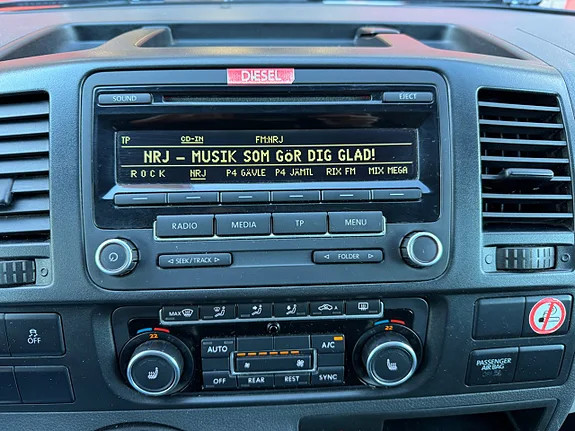 DIESEL
SOUND EJECT
TP CD-IN FM:NRJ
NRJ - MUSIK SOM GöR DIG GLAD!
ROCK NRJ P4 GÄVLE P4 JÄMTL RIX FM MIX MEGA
RADIO MEDIA TP MENU
SEEK/TRACK FOLDER
MAX
22 22
AUTO A/C
OFF REAR REST SYNC
OFF
PASSENGER
AIR BAG